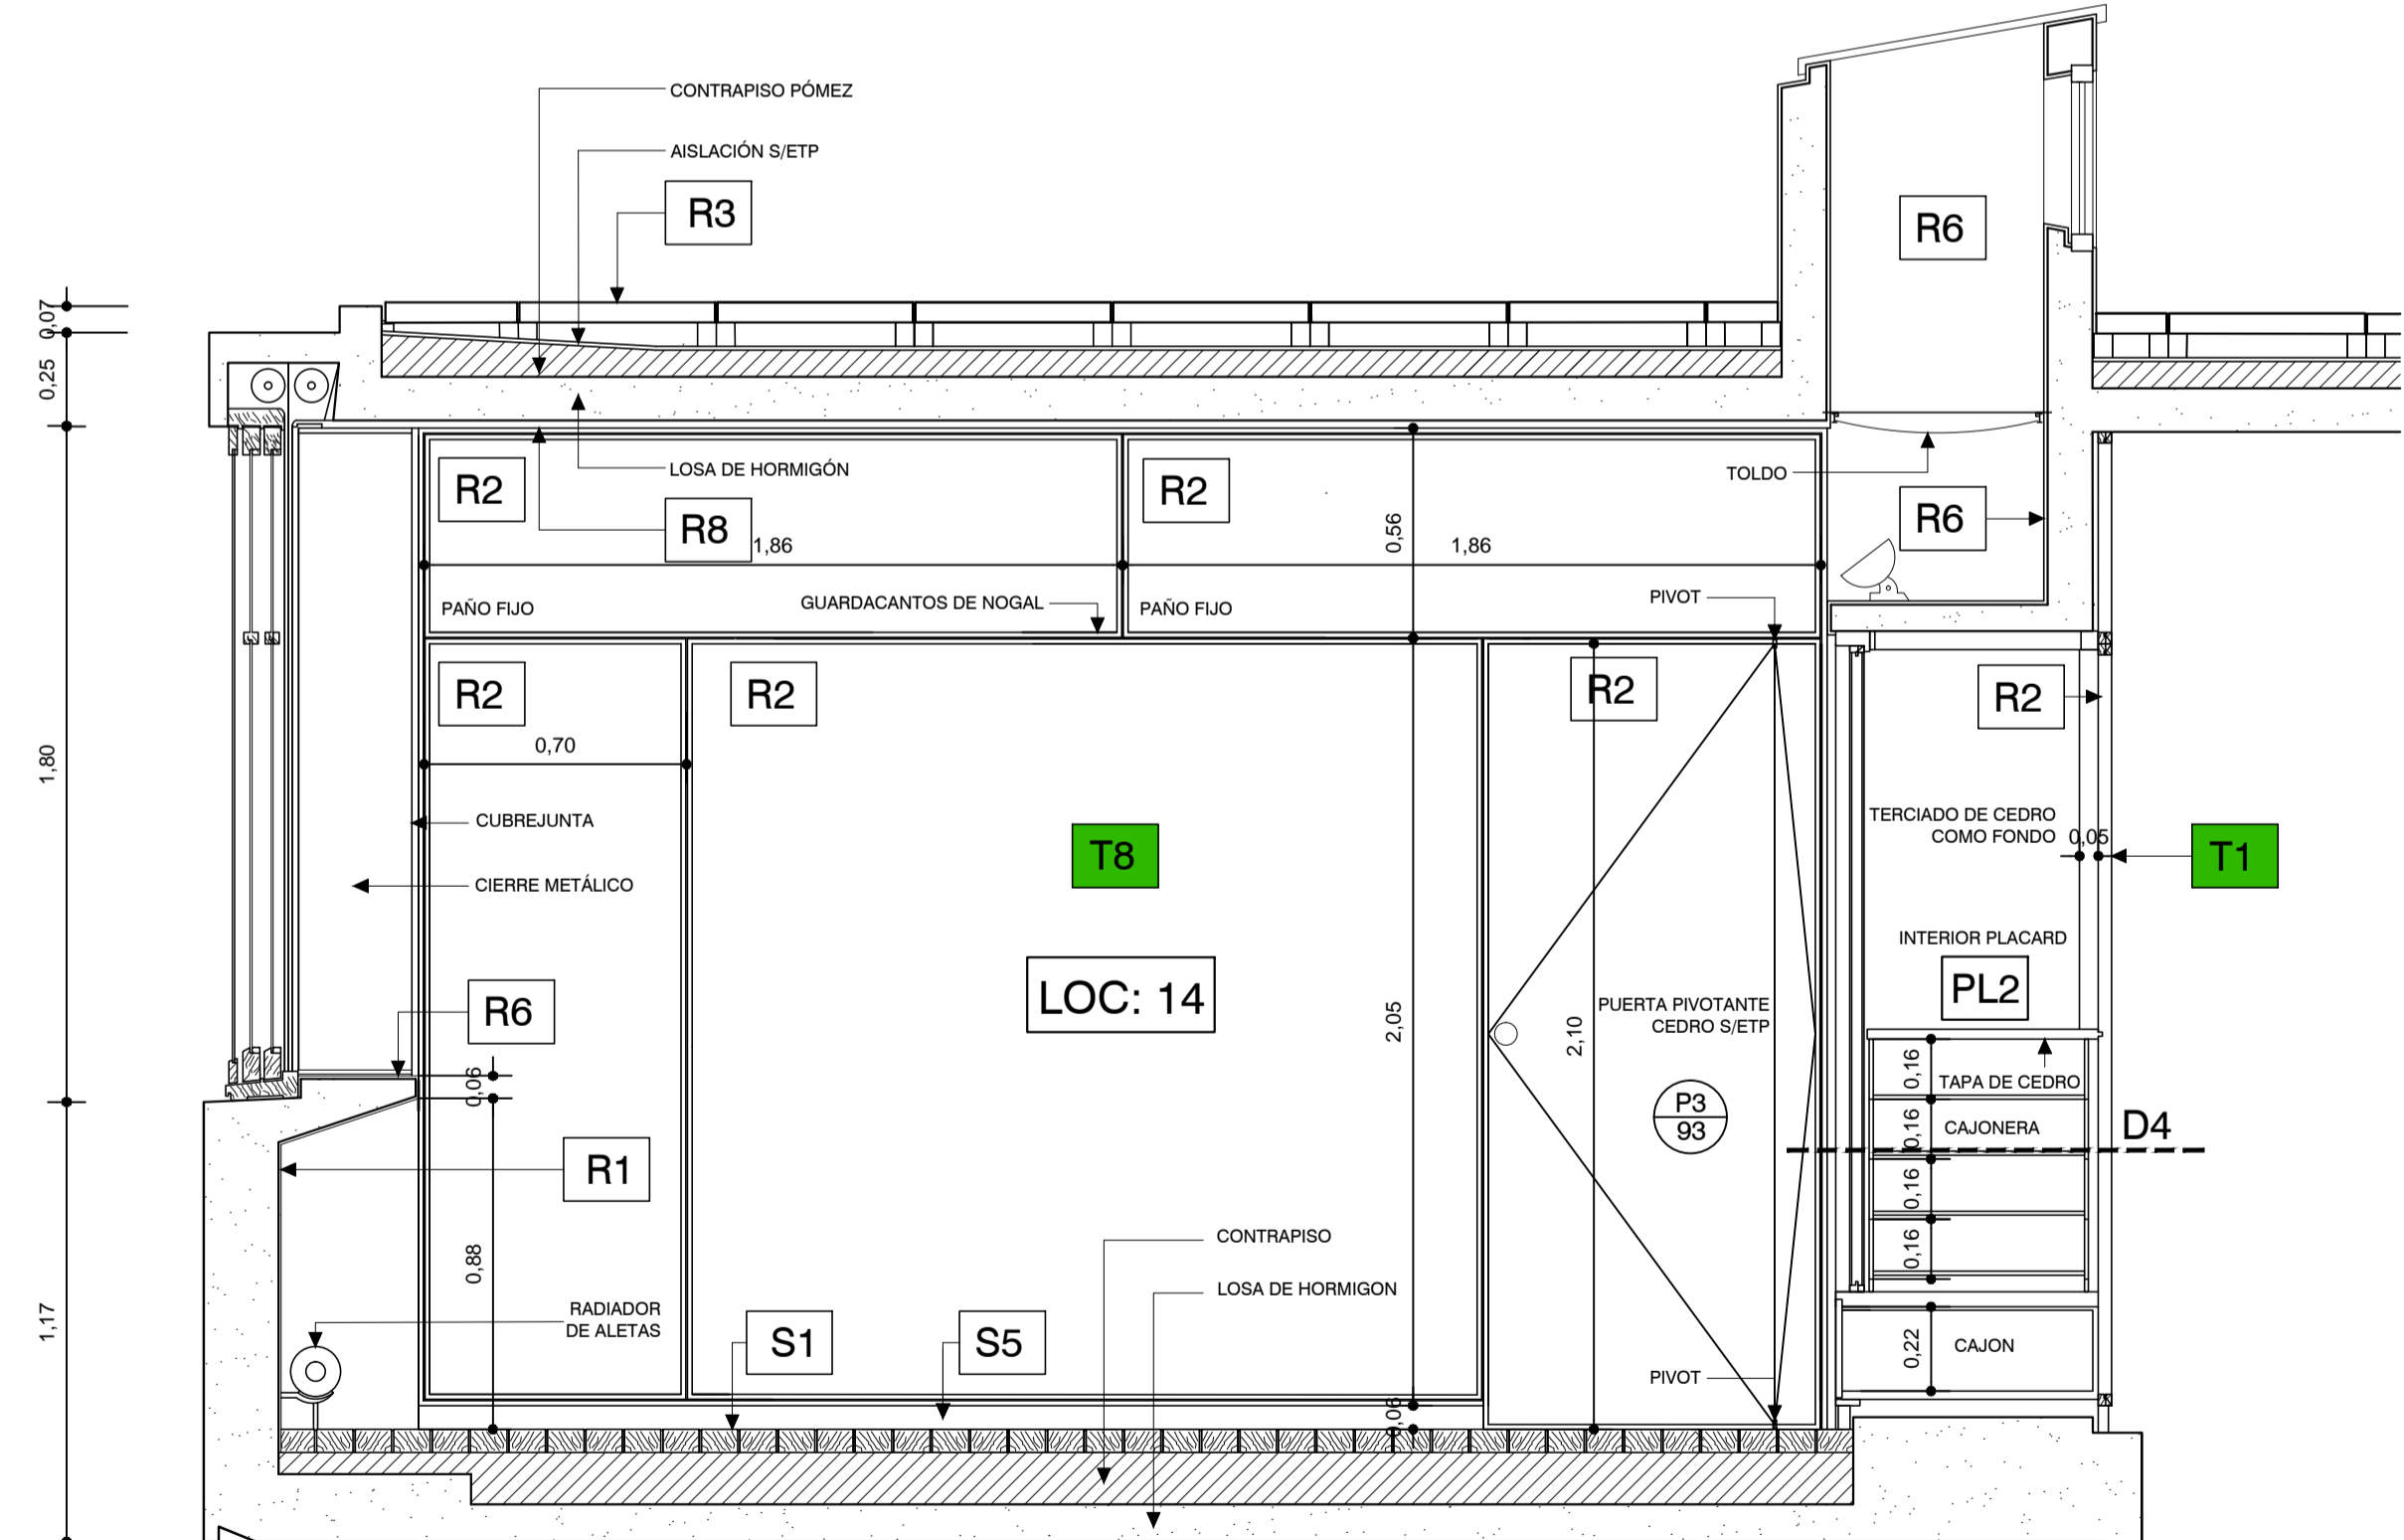 CONTRAPISO PÓMEZ
AISLACIÓN S/ETP
R3
R6
0,07
0,25
R2
LOSA DE HORMIGÓN
R8
1,86
R2
0,56
1,86
TOLDO
R6
PAÑO FIJO
GUARDACANTOS DE NOGAL
PAÑO FIJO
PIVOT
R2
R2
R2
R2
0,70
1,80
CUBREJUNTA
CIERRE METÁLICO
T8
TERCIADO DE CEDRO
COMO FONDO
0,05
T1
INTERIOR PLACARD
PL2
R6
LOC: 14
2,05
2,10
PUERTA PIVOTANTE
CEDRO S/ETP
0,06
0,16
TAPA DE CEDRO
P3
93
0,16
CAJONERA
D4
R1
0,16
0,88
CONTRAPISO
0,16
LOSA DE HORMIGON
RADIADOR
DE ALETAS
1,17
S1
S5
0,22
CAJON
PIVOT
0,06